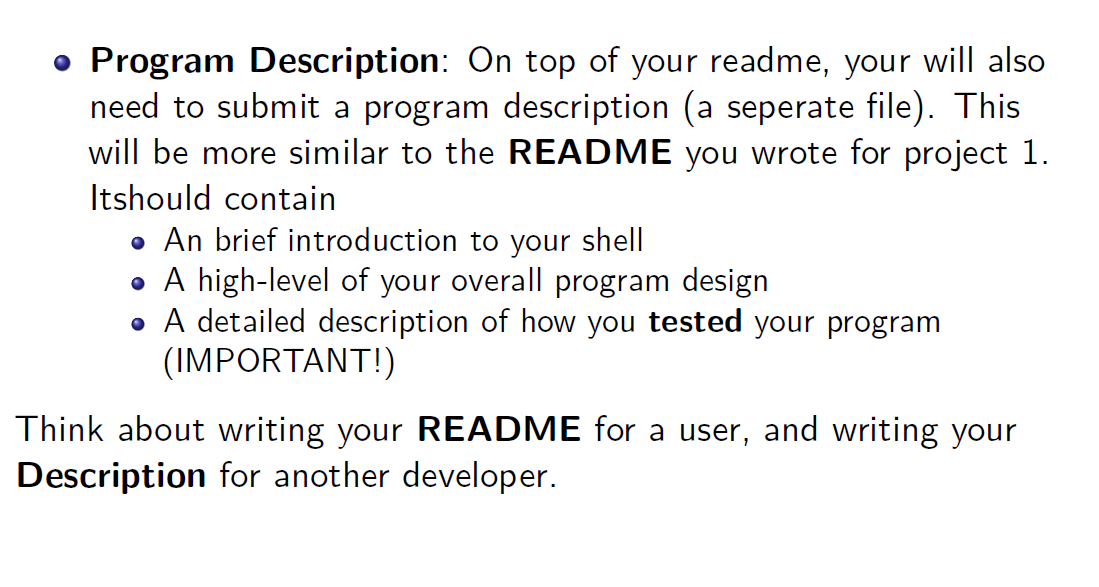 Program Description: On top of your readme, your will also
need to submit a program description (a seperate file). This
will be more similar to the README you wrote for project 1.
Itshould contain
An brief introduction to your shell
A high-level of your overall program design
A detailed description of how you tested your program
(IMPORTANT!)
Think about writing your README for a user, and writing your
Description for another developer.